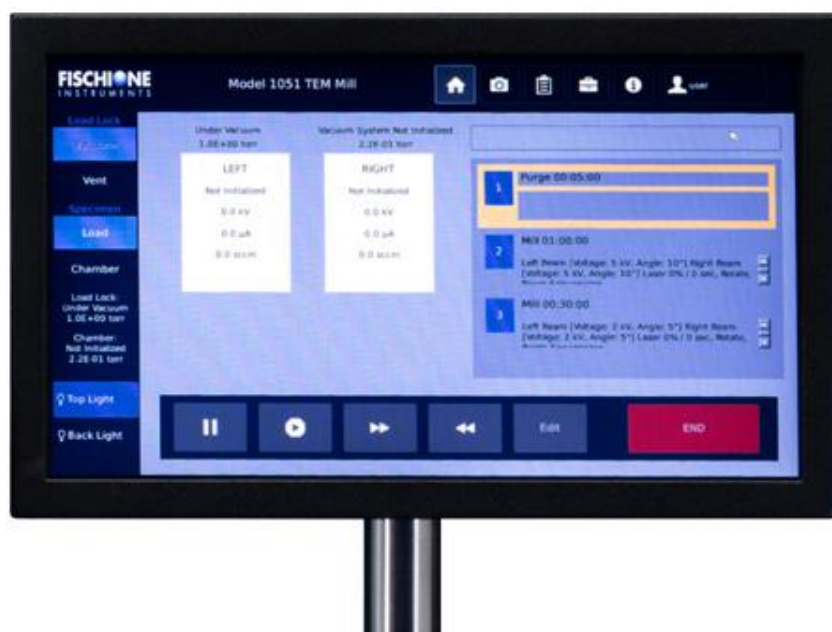 FISCHIONE
INSTRUMENTS
Model 1051 TEM Mill
user
Load Lock
Vent
Specimen
Load
Chamber
Load Lock:
Under Vacuum
1.0E+00 torr
Chamber:
Not Initialized
2.2E-01 torr
Top Light
Back Light
Under Vacuum
1.0E+00 torr
LEFT
Not Initialized
0.0 kV
0.0 µA
0.0 sccm
Vacuum System Not Initialized
2.2E-01 torr
RIGHT
Not Initialized
0.0 kV
0.0 µA
0.0 sccm
1
Purge 00:05:00
2
Mill 01:00:00
Left Beam [Voltage: 5 kV, Angle: 10°] Right Beam
[Voltage: 5 kV, Angle: 10°] Laser 0% / 0 sec, Rotate,
3
Mill 00:30:00
Left Beam [Voltage: 2 kV, Angle: 5°] Right Beam
[Voltage: 2 kV, Angle: 5°] Laser 0% / 0 sec, Rotate,
Edit
END